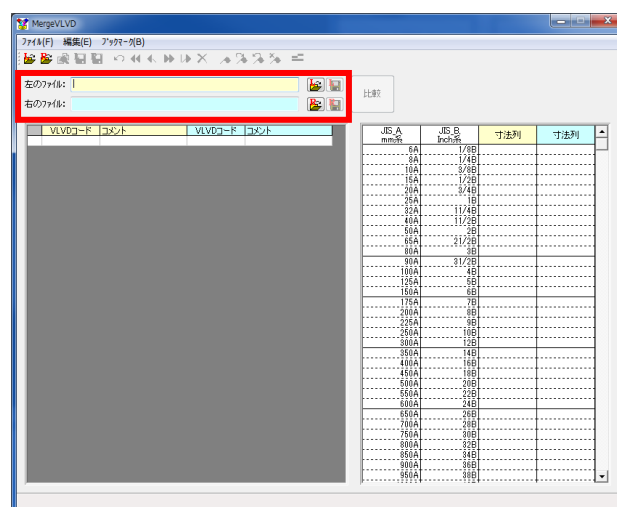 MergeVLVD
ﾌｧｲﾙ(F) 編集(E) ﾌﾞｯｸﾏｰｸ(B)
左のﾌｧｲﾙ:
右のﾌｧｲﾙ:
比較
VLVDｺｰﾄﾞ ｺﾒﾝﾄ VLVDｺｰﾄﾞ ｺﾒﾝﾄ
JIS_A mm系 JIS_B Inch系 寸法列 寸法列
6A 1/8B
8A 1/4B
10A 3/8B
15A 1/2B
20A 3/4B
25A 1B
32A 11/4B
40A 11/2B
50A 2B
65A 21/2B
80A 3B
90A 31/2B
100A 4B
125A 5B
150A 6B
175A 7B
200A 8B
225A 9B
250A 10B
300A 12B
350A 14B
400A 16B
450A 18B
500A 20B
550A 22B
600A 24B
650A 26B
700A 28B
750A 30B
800A 32B
850A 34B
900A 36B
950A 38B